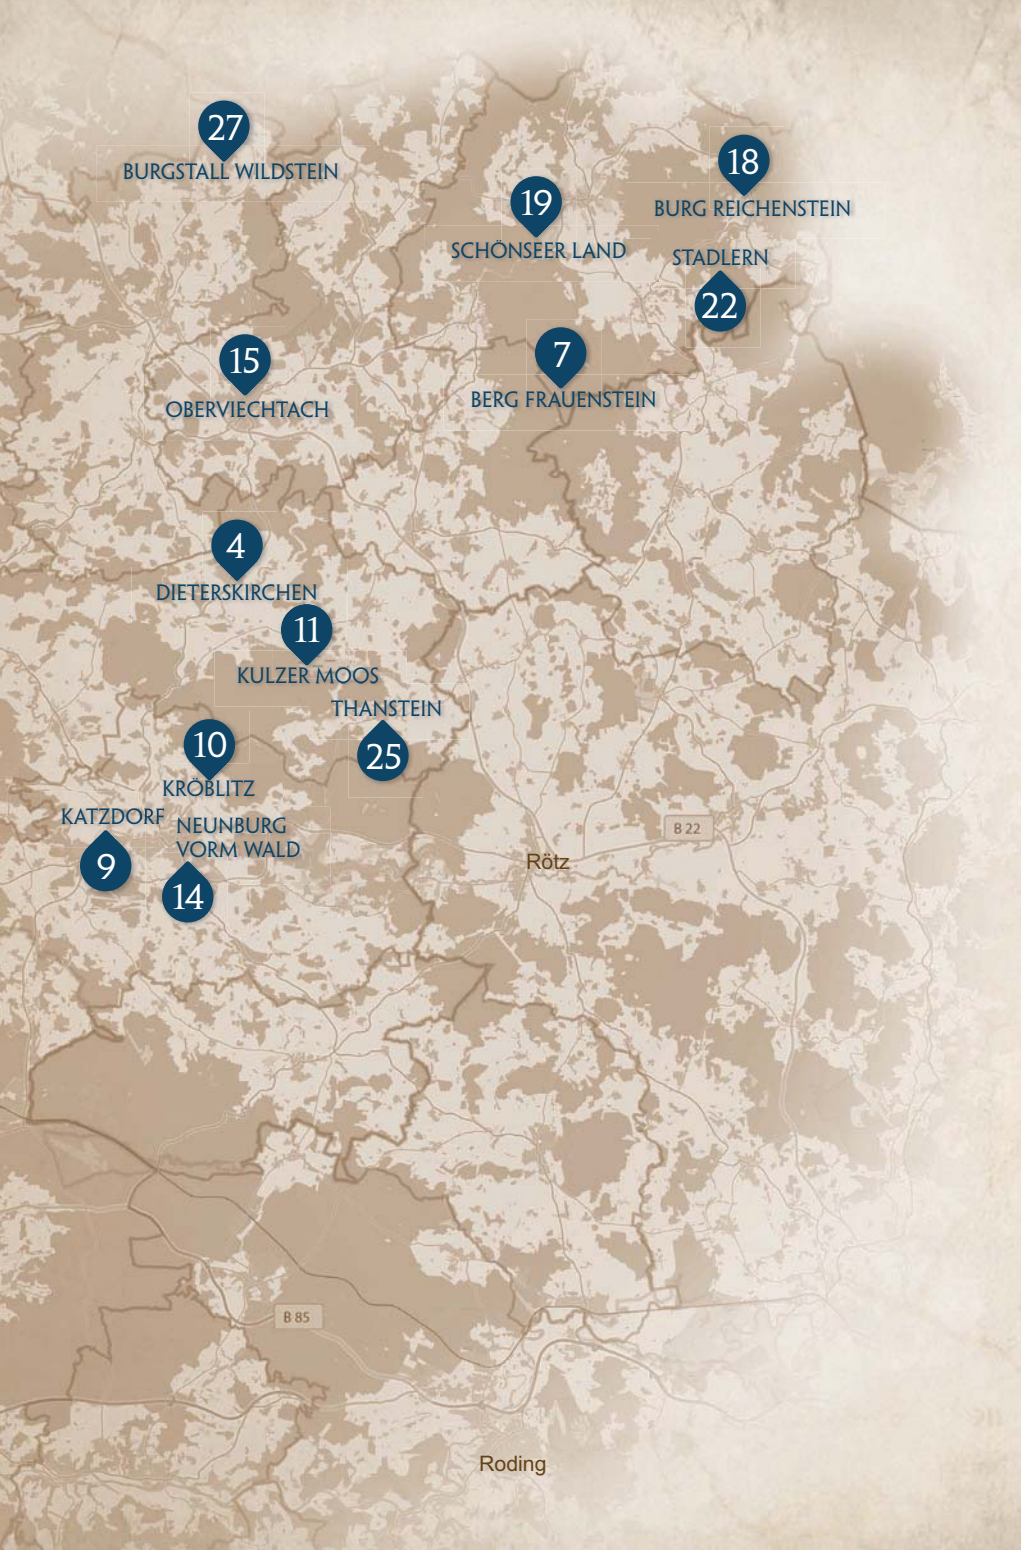 27
BURGSTALL WILDSTEIN
18
BURG REICHENSTEIN
19
SCHÖNSEER LAND
STADLERN
22
7
BERG FRAUENSTEIN
15
OBERVIECHTACH
4
DIETERSKIRCHEN
11
KULZER MOOS
THANSTEIN
25
10
KRÖBLITZ
KATZDORF
9
NEUNBURG
VORM WALD
14
B 22
Rötz
B 85
Roding